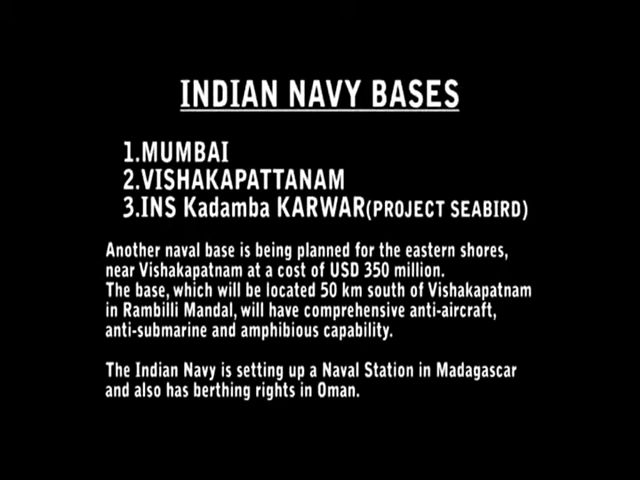 INDIAN NAVY BASES
1.MUMBAI
2.VISHAKAPATTANAM
3.INS Kadamba KARWAR(PROJECT SEABIRD)
Another naval base is being planned for the eastern shores,
near Vishakapatnam at a cost of USD 350 million.
The base, which will be located 50 km south of Vishakapatnam
in Rambilli Mandal, will have comprehensive anti-aircraft,
anti-submarine and amphibious capability.
The Indian Navy is setting up a Naval Station in Madagascar
and also has berthing rights in Oman.